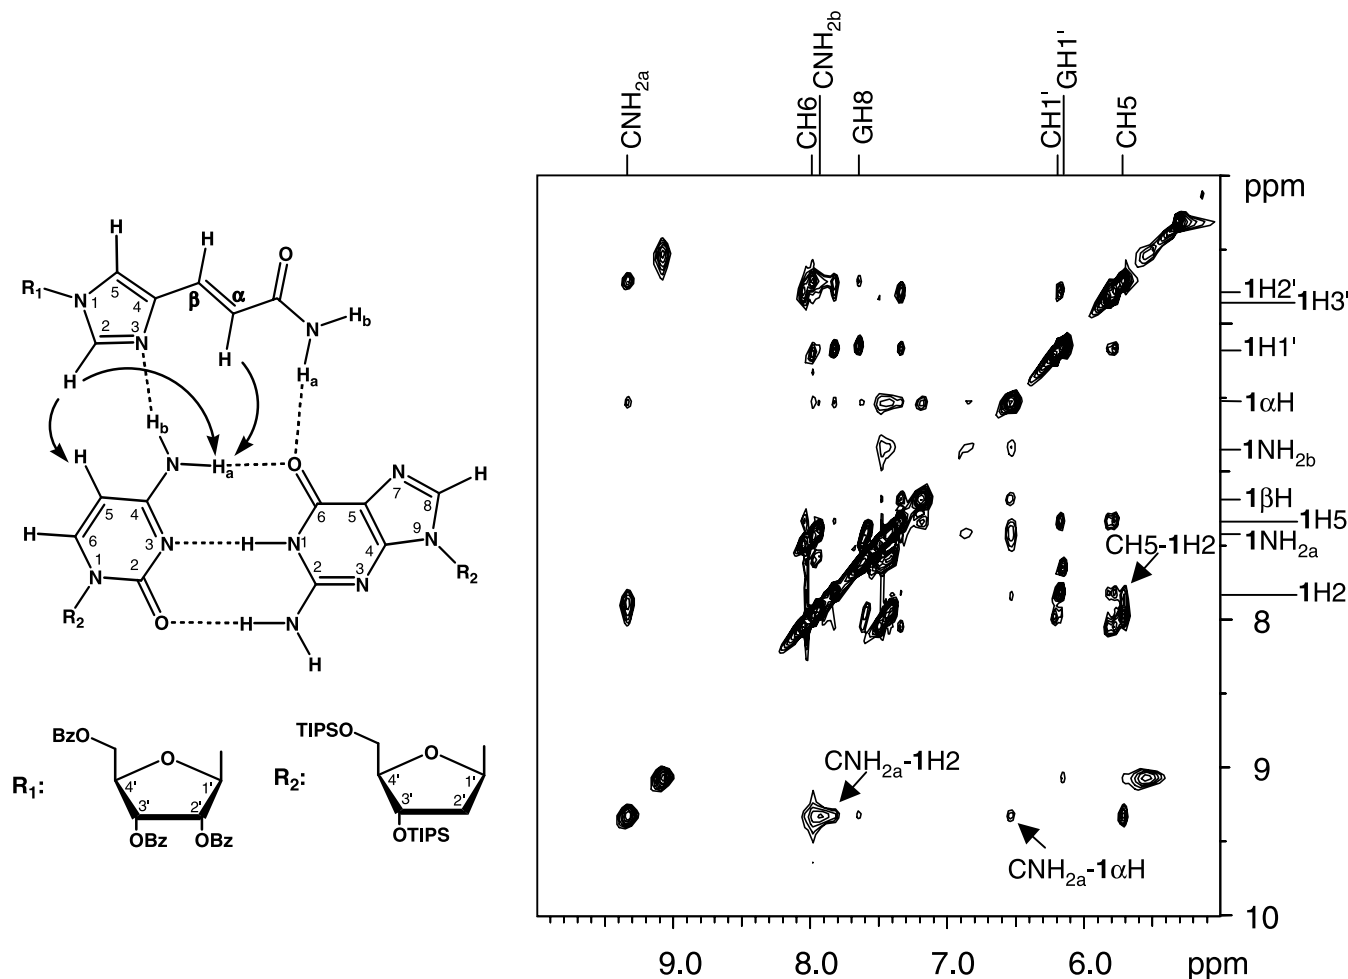 CNH2a
CH6
CNH2b
GH8
CH1'
GH1'
CH5
ppm
1H2'
1H3'
1H1'
1αH
1NH2b
1βH
1H5
1NH2a
1H2
8
9
10
9.0 8.0 7.0 6.0 ppm
CH5-1H2
CNH2a-1H2
CNH2a-1αH
H H O
R1 1 5 4 β α
2 3 N N Hb
H H Ha
Hb
H N Ha O N H
5 4 6 5 7 8
H 6 3 N H N 1 4 9 N
1 N 2 2 3 N R2
R2 O H N
H
R1:
BzO
O
4' 1'
3' 2'
OBz OBz
R2:
TIPSO
O
4' 1'
3' 2'
OTIPS